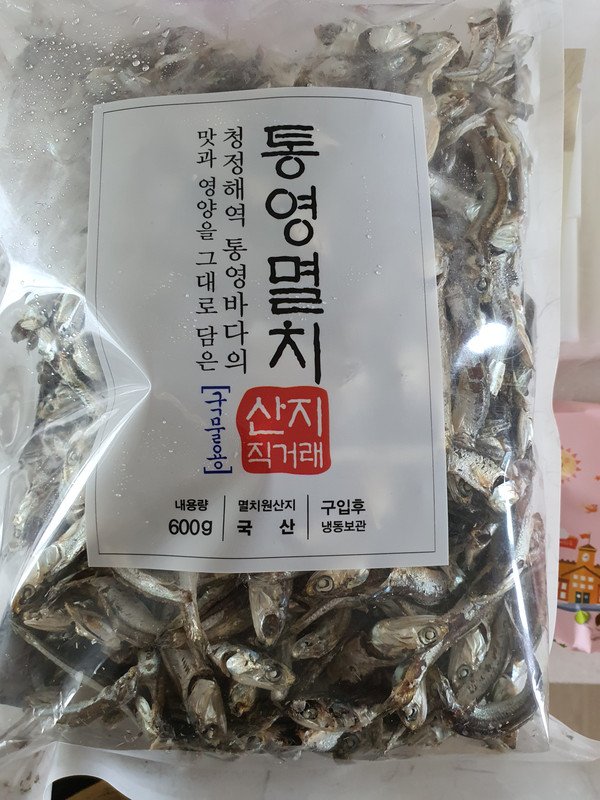 통영멸치
청정해역 통영바다의
맛과 영양을 그대로 담은
[국물용]
산지
직거래
내용량
600g
멸치원산지
국산
구입후
냉동보관